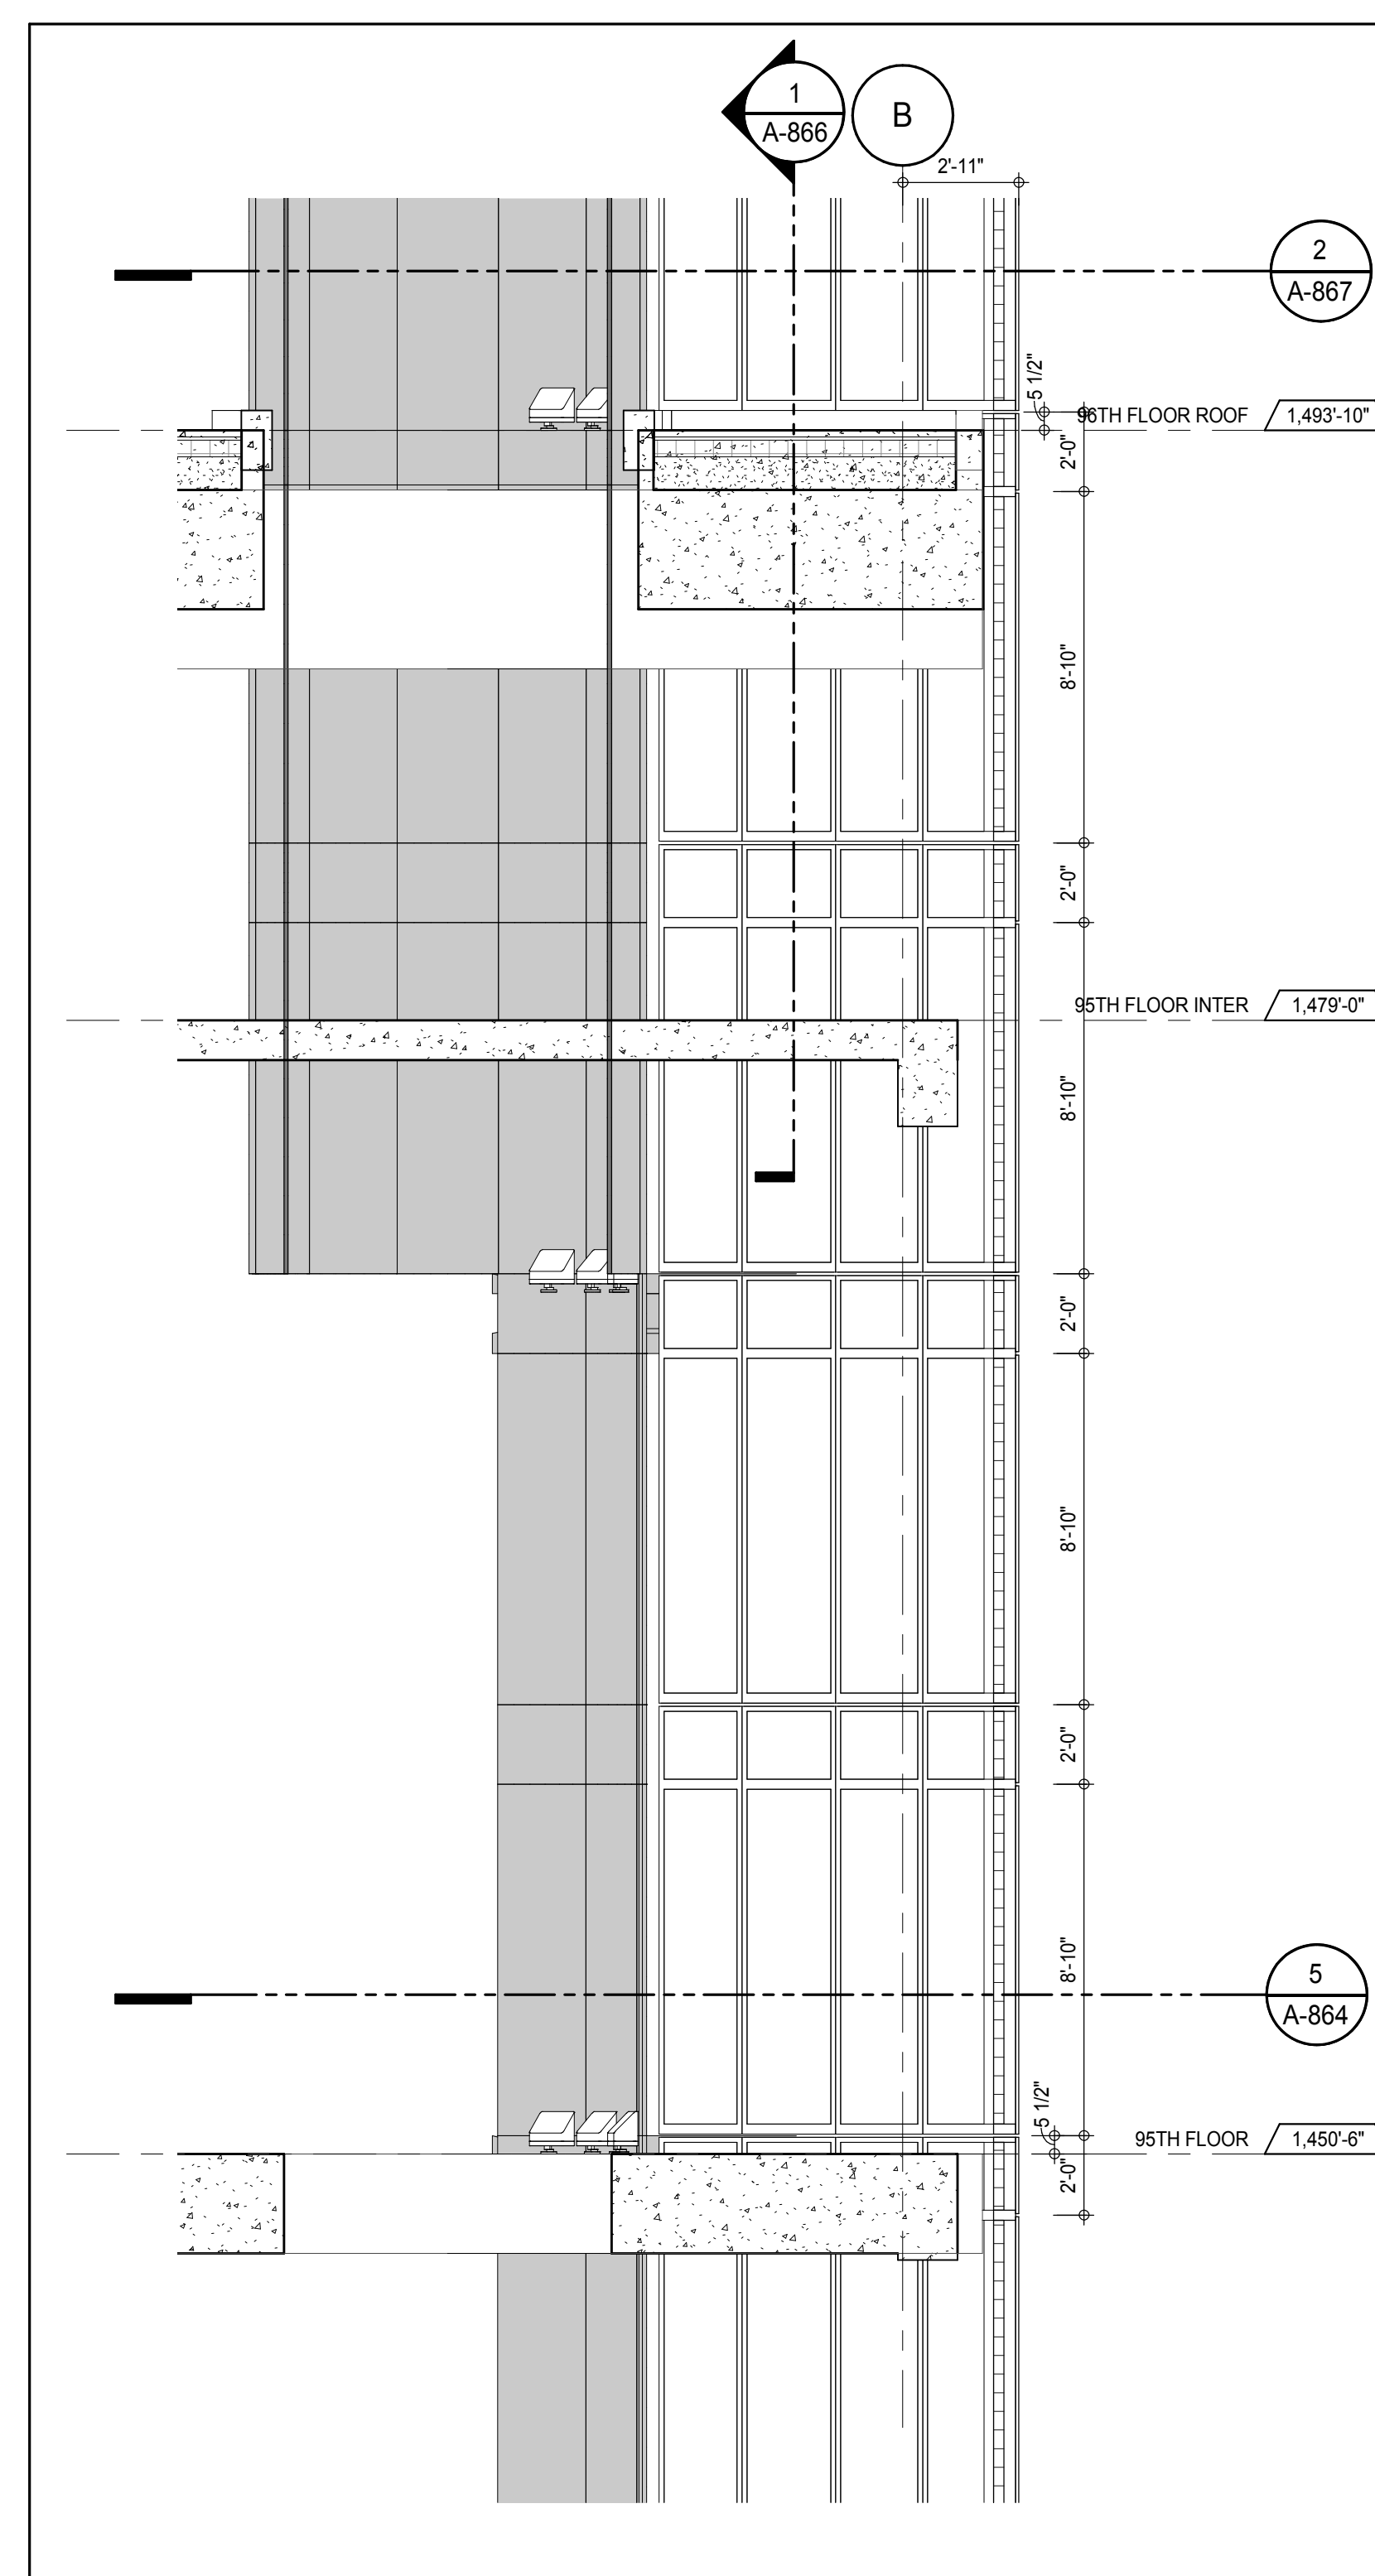 1
A-866
B
2'-11"
2
A-867
5 1/2"
96TH FLOOR ROOF
1,493'-10"
2'-0"
8'-10"
2'-0"
95TH FLOOR INTER
1,479'-0"
8'-10"
2'-0"
8'-10"
2'-0"
8'-10"
5
A-864
5 1/2"
95TH FLOOR
1,450'-6"
2'-0"